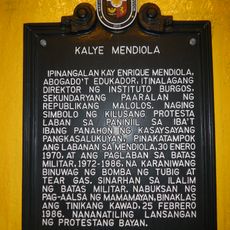 KALYE MENDIOLA
IPINANGALAN KAY ENRIQUE MENDIOLA,
ABOGADO'T EDUKADOR. ITINALAGANG
DIREKTOR NG INSTITUTO BURGOS,
SEKUNDARYANG PAARALAN NG
REPUBLIKANG MALOLOS. NAGING
SIMBOLO NG KILUSANG PROTESTA
LABAN SA PANIIIL SA IBA'T
IBANG PANAHON NG KASAYSAYANG
PANGKASALUKUYAN. PINAKATAMPOK
ANG LABANAN SA MENDIOLA, 30 ENERO
1970. AT ANG PAGLABAN SA BATAS
MILITAR, 1972-1986. NA KARANIWANG
BINUWAG NG BOMBA NG TUBIG AT
TEAR GAS. SINARHAN SA ILALIM
NG BATAS MILITAR. NABUKSAN NG
PAG-AALSA NG MAMAMAYAN. BINAKLAS
ANG TINIKANG KAWAD, 25 FEBRERO
1986. NANANATILING LANSANGAN
NG PROTESTANG BAYAN.